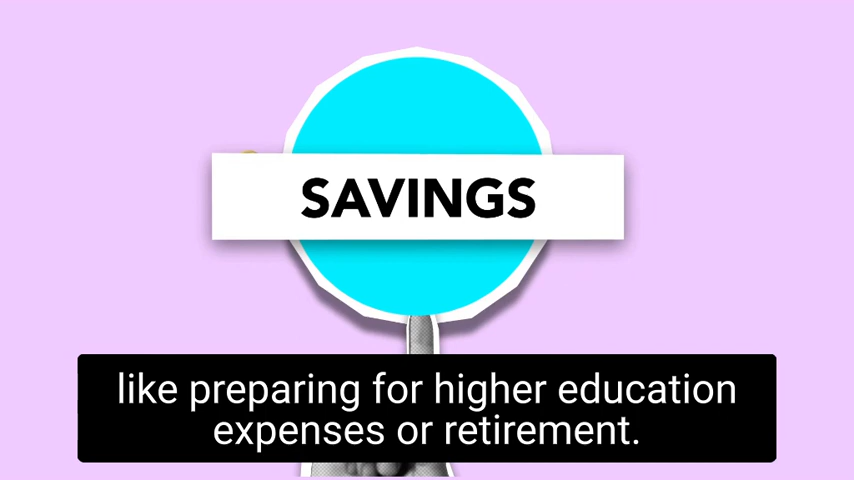 SAVINGS
like preparing for higher education
expenses or retirement.